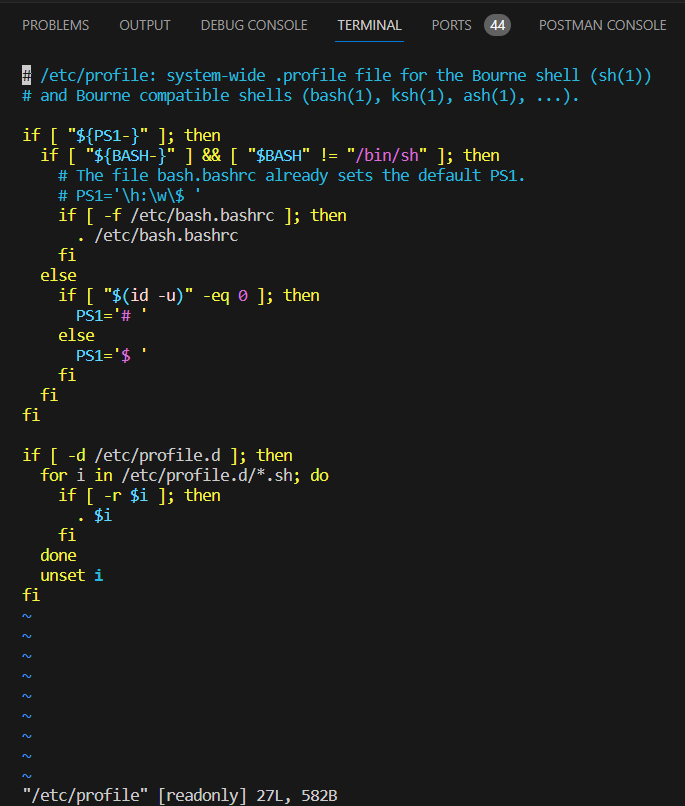 PROBLEMS OUTPUT DEBUG CONSOLE TERMINAL PORTS 44 POSTMAN CONSOLE
# /etc/profile: system-wide .profile file for the Bourne shell (sh(1))
# and Bourne compatible shells (bash(1), ksh(1), ash(1), ...).

if [ "${PS1-}" ]; then
  if [ "${BASH-}" ] && [ "$BASH" != "/bin/sh" ]; then
    # The file bash.bashrc already sets the default PS1.
    # PS1='\h:\w\$ '
    if [ -f /etc/bash.bashrc ]; then
      . /etc/bash.bashrc
    fi
  else
    if [ "$(id -u)" -eq 0 ]; then
      PS1='# '
    else
      PS1='$ '
    fi
  fi
fi

if [ -d /etc/profile.d ]; then
  for i in /etc/profile.d/*.sh; do
    if [ -r $i ]; then
      . $i
    fi
  done
  unset i
fi
~
~
~
~
~
~
~
~
~
"/etc/profile" [readonly] 27L, 582B